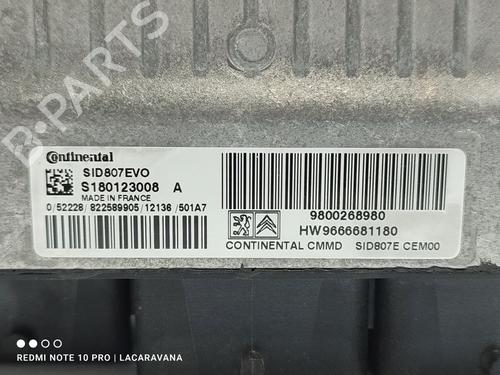 B-PARTS
Continental
SID807EVO
S180123008 A
MADE IN FRANCE
0/52228/822589905/12136/501A7
9800268980
HW9666681180
CONTINENTAL CMMD SID807E CEM00
REDMI NOTE 10 PRO | LACARAVANA